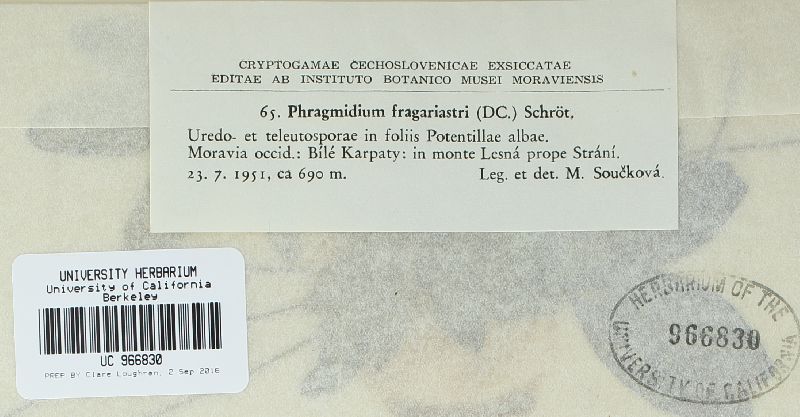 CRYPTOGAMAE ČECHOSLOVENICAE EXSICCATAE
EDITAE AB INSTITUTO BOTANICO MUSEI MORAVIENSIS
65. Phragmidium fragariastri (DC.) Schröt.
Uredo- et teleutosporae in foliis Potentillae albae.
Moravia occid.: Bílé Karpaty: in monte Lesná prope Strání.
23. 7. 1951, ca 690 m. Leg. et det. M. Součková.
UNIVERSITY HERBARIUM
University of California
Berkeley
UC 966830
PREP. BY Clare Loughran, 2 Sep 2016
HERBARIUM OF THE
966830
UNIVERSITY OF CALIFORNIA